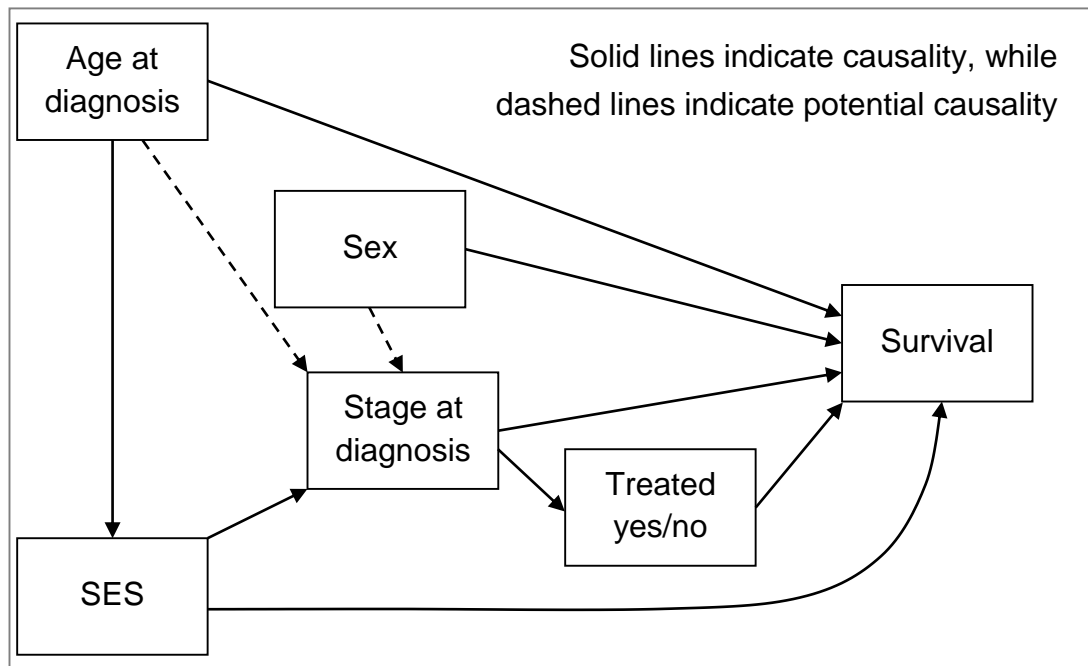 Age at
diagnosis
Solid lines indicate causality, while
dashed lines indicate potential causality
Sex
Survival
Stage at
diagnosis
Treated
yes/no
SES